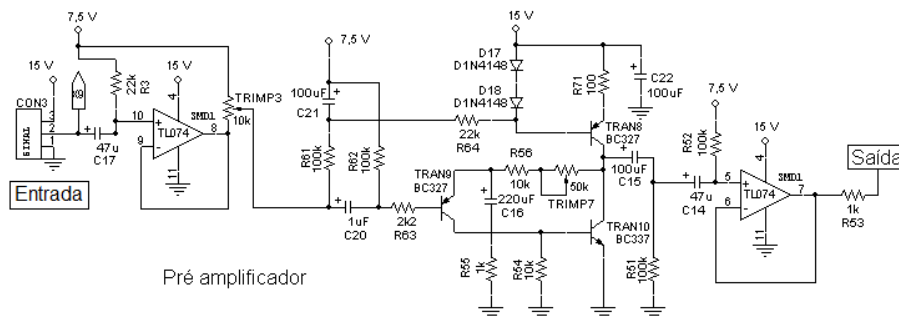 7,5 V
15 V
CON3
3
2
1
SINAL
X9
22k
R3
47u
C17
Entrada
15 V
4
SMD1
10
TL074
8
9
11
TRIMP3
10k
7,5 V
100uF
C21
R61
100k
R62
100k
1uF
C20
2k2
R63
22k
R64
Pré amplificador
15 V
D17
D1N4148
D18
D1N4148
R71
100
C22
100uF
TRAN8
BC327
TRAN9
BC327
R56
10k
50k
TRIMP7
220uF
C16
R55
1k
R54
10k
TRAN10
BC337
100uF
C15
R51
100k
7,5 V
R52
100k
47u
C14
15 V
4
SMD1
5
TL074
7
6
11
1k
R53
Saída